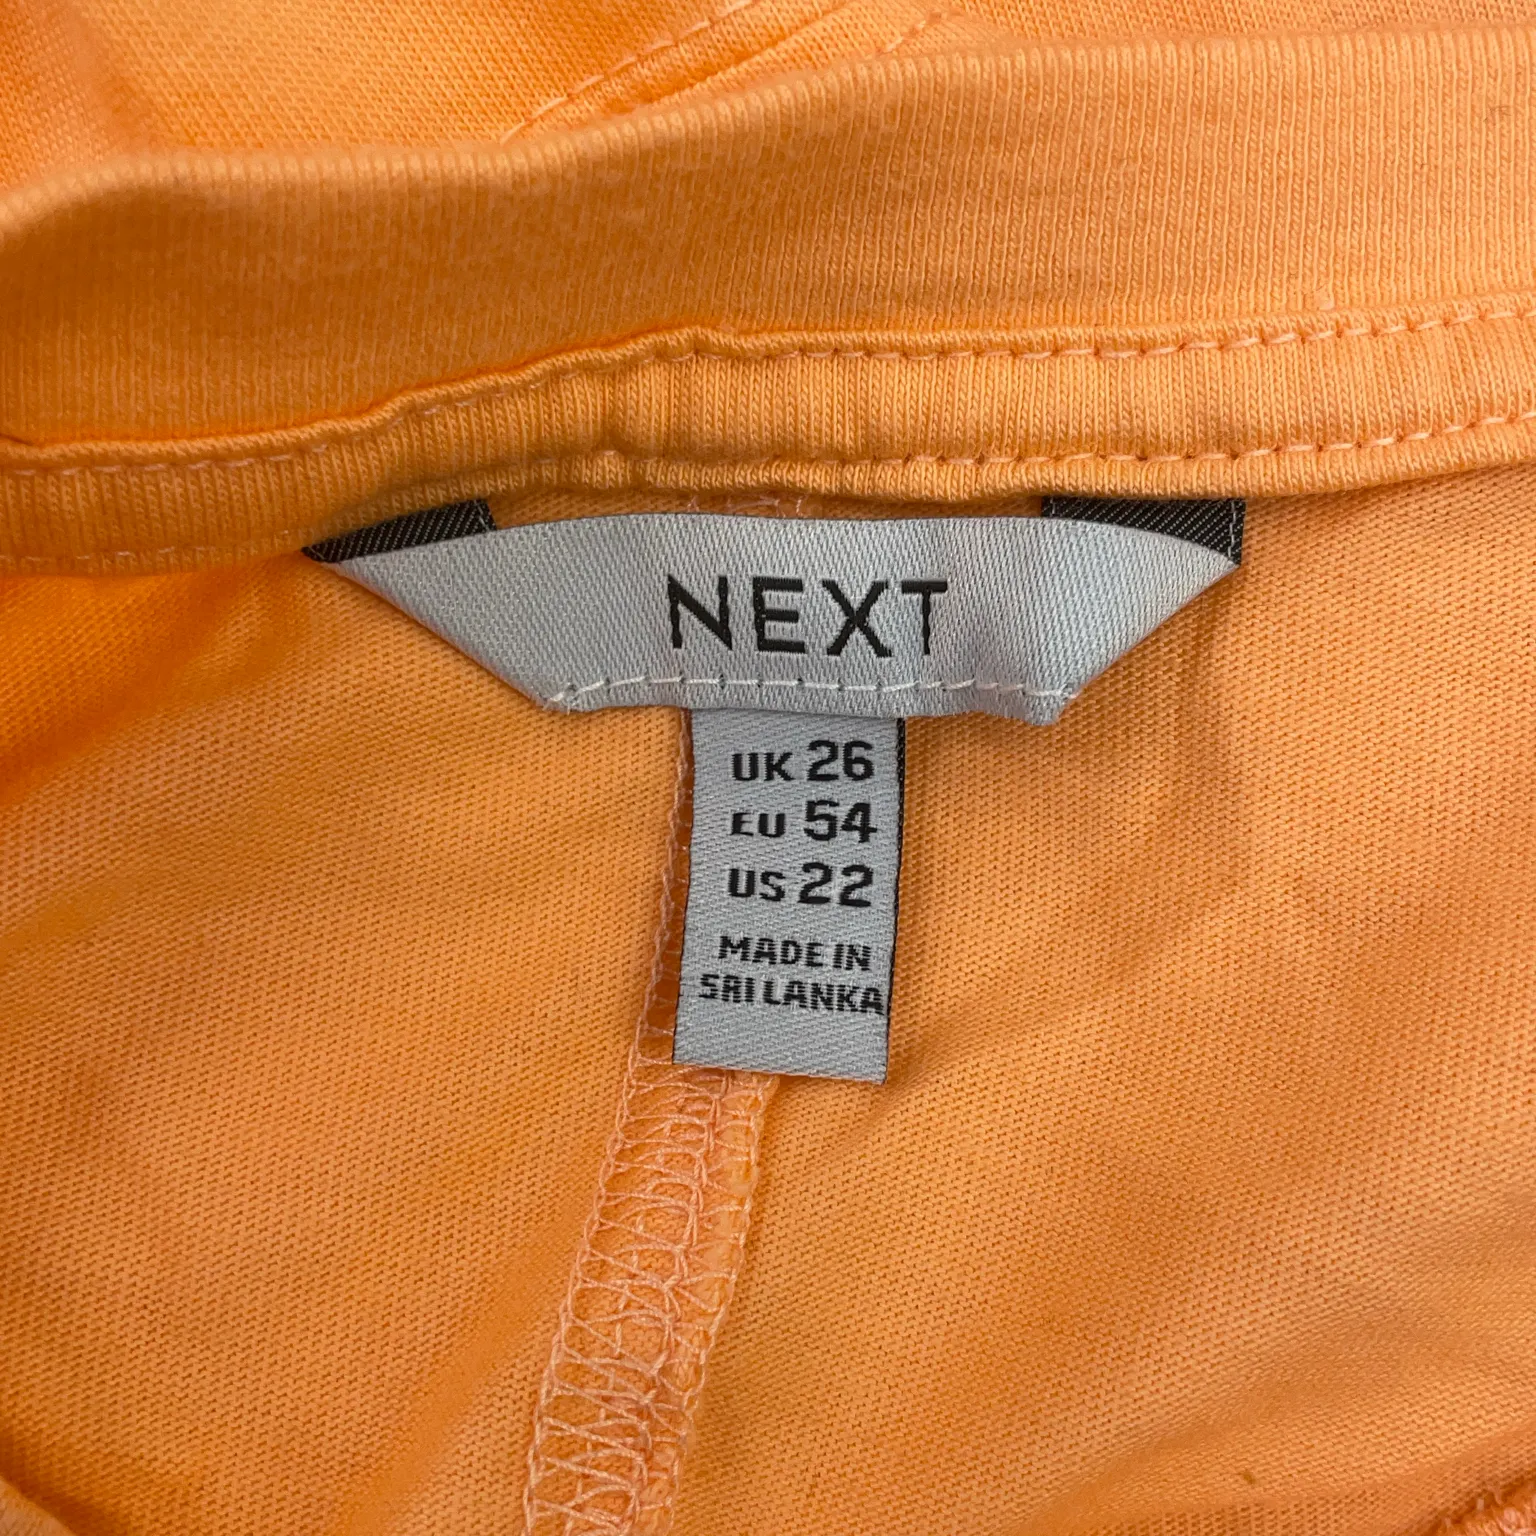 NEXT
UK 26
EU 54
US 22
MADE IN
SRI LANKA